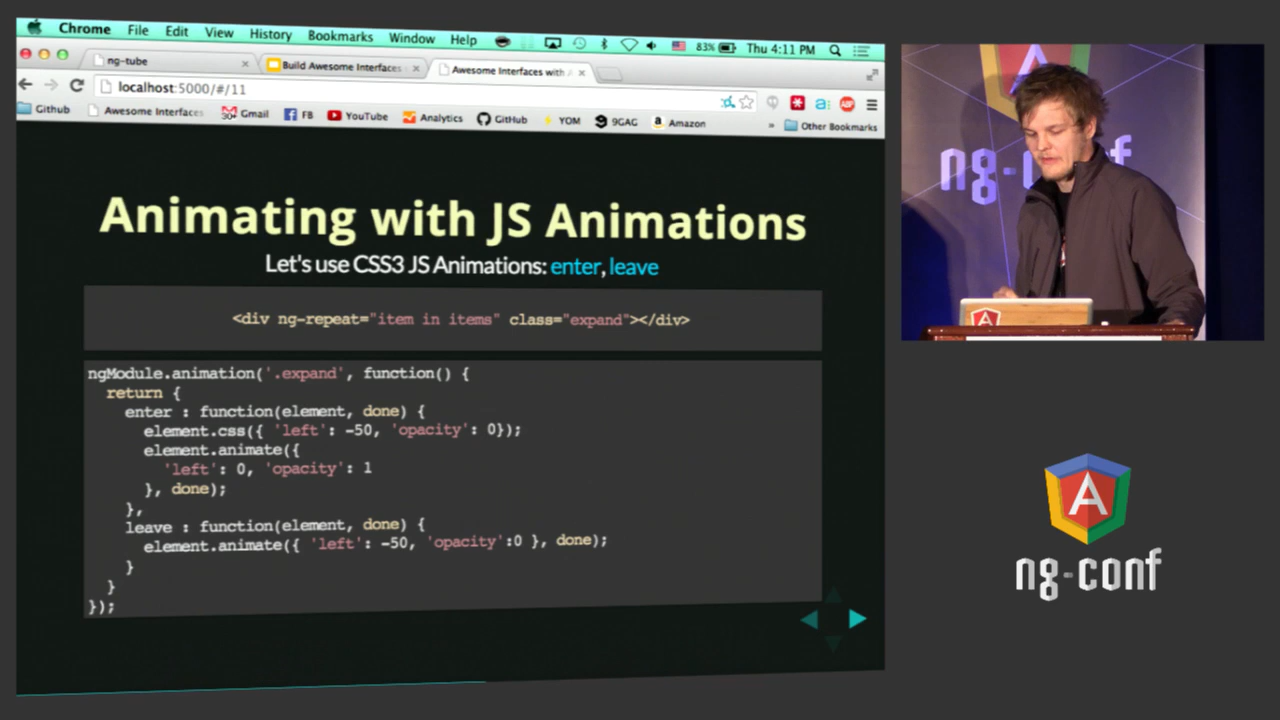 Chrome File Edit View History Bookmarks Window Help 83% Thu 4:11 PM
ng-tube Build Awesome Interfaces Awesome Interfaces with
localhost:5000/#/11
Github Awesome Interfaces Gmail FB YouTube Analytics GitHub YOM 9GAG Amazon » Other Bookmarks
Animating with JS Animations
Let's use CSS3 JS Animations: enter, leave
<div ng-repeat="item in items" class="expand"></div>
ngModule.animation('.expand', function() {
return {
enter : function(element, done) {
element.css({ 'left': -50, 'opacity': 0});
element.animate({
'left': 0, 'opacity': 1
}, done);
},
leave : function(element, done) {
element.animate({ 'left': -50, 'opacity':0 }, done);
}
}
});
A
ng-conf